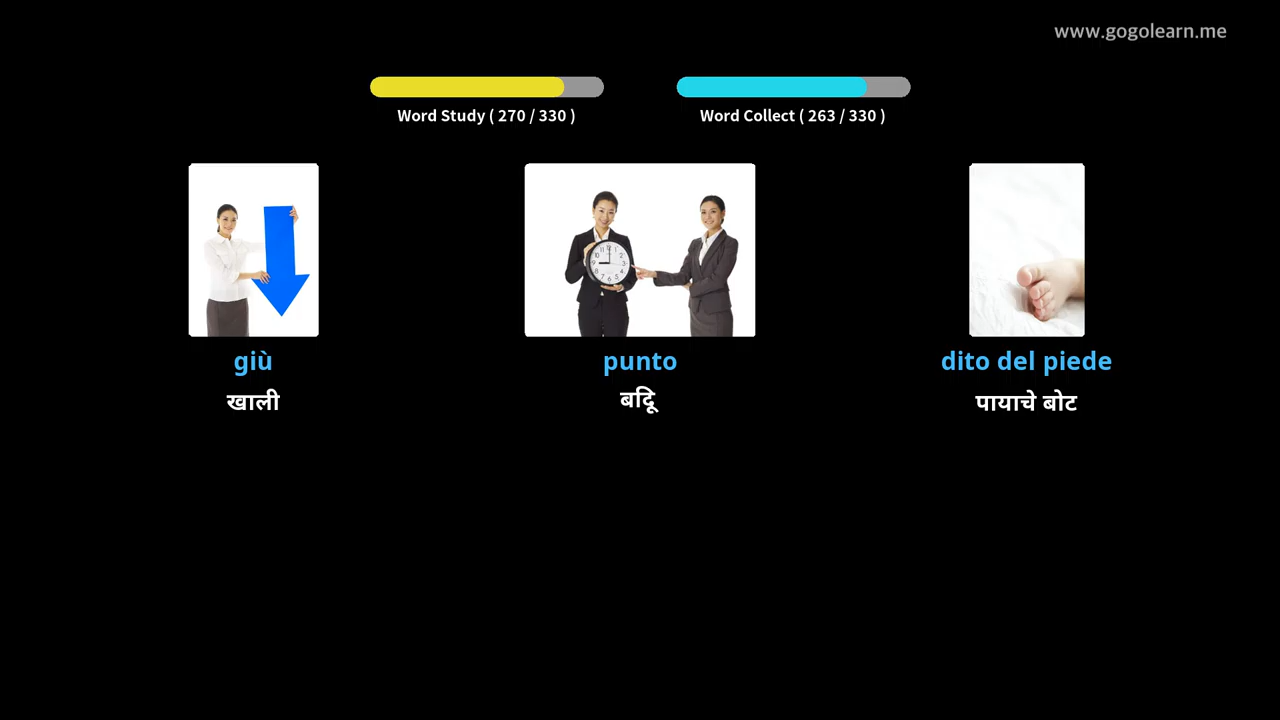 www.gogolearn.me
Word Study ( 270 / 330 )
Word Collect ( 263 / 330 )
giù
punto
dito del piede
खाली
बिंदू
पायाचे बोट